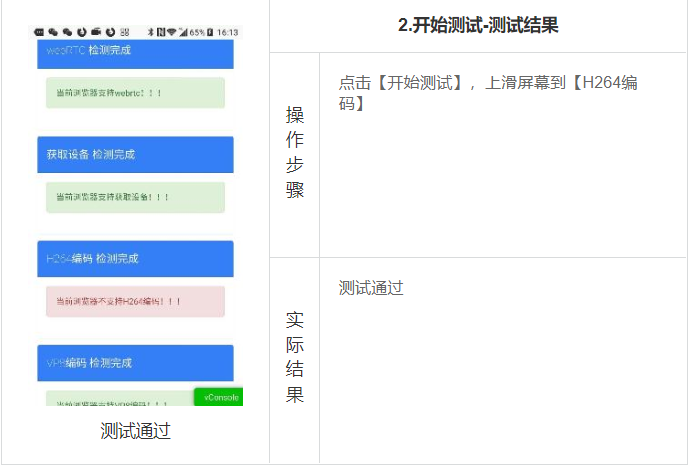 65% 16:13
webRTC 检测完成
当前浏览器支持webrtc！！！
获取设备 检测完成
当前浏览器支持获取设备！！！
H264编码 检测完成
当前浏览器不支持H264编码！！！
VP8编码 检测完成
当前浏览器支持VP8编码！！！
vConsole
测试通过
2.开始测试-测试结果
操作步骤
点击【开始测试】，上滑屏幕到【H264编
码】
实际结果
测试通过